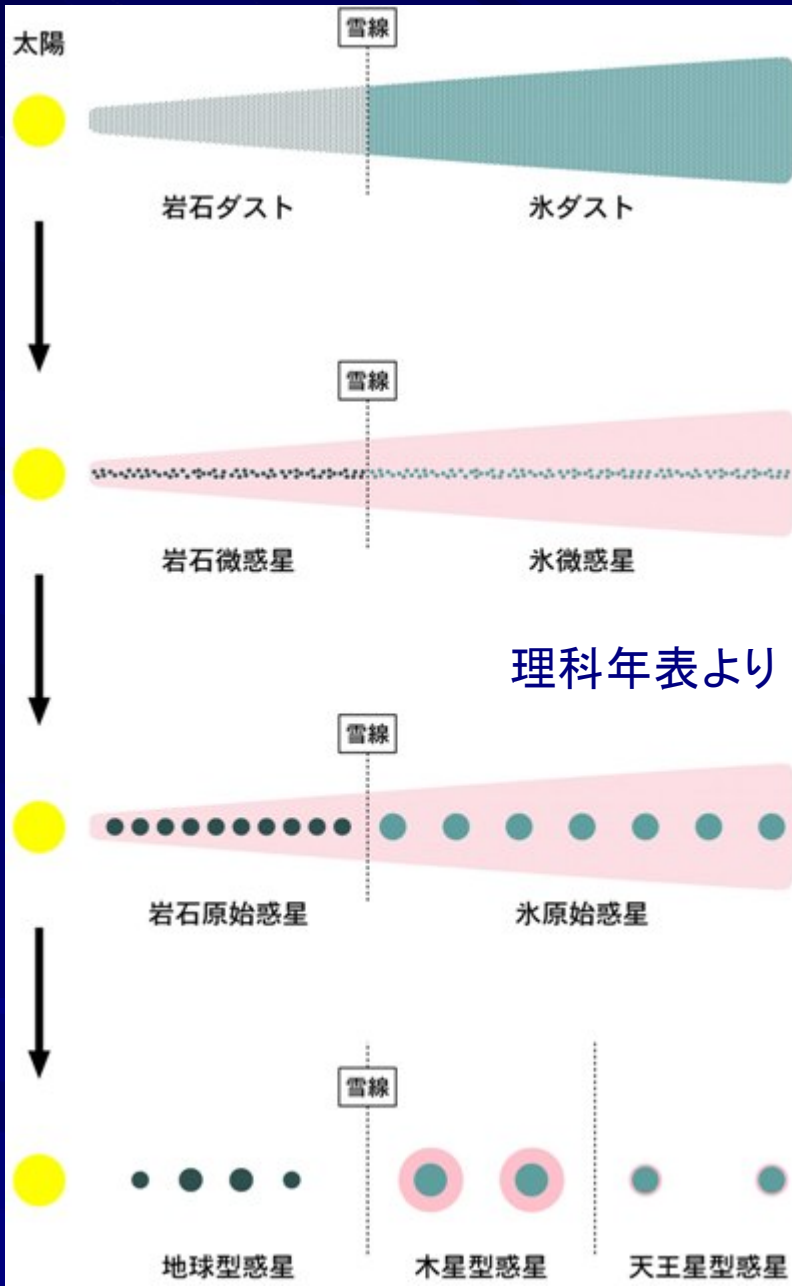 太陽
雪線
岩石ダスト
氷ダスト
雪線
岩石微惑星
氷微惑星
理科年表より
雪線
岩石原始惑星
氷原始惑星
雪線
地球型惑星
木星型惑星
天王星型惑星